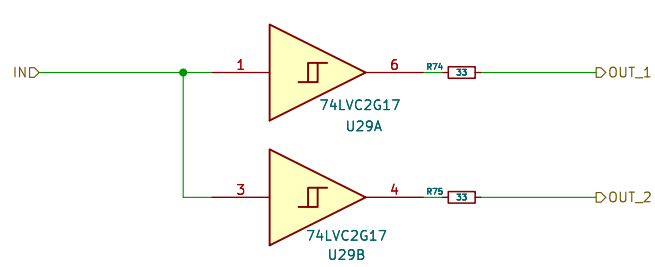 1 6 R74 33
IN OUT_1
74LVC2G17
U29A
3 4 R75 33 OUT_2
74LVC2G17
U29B